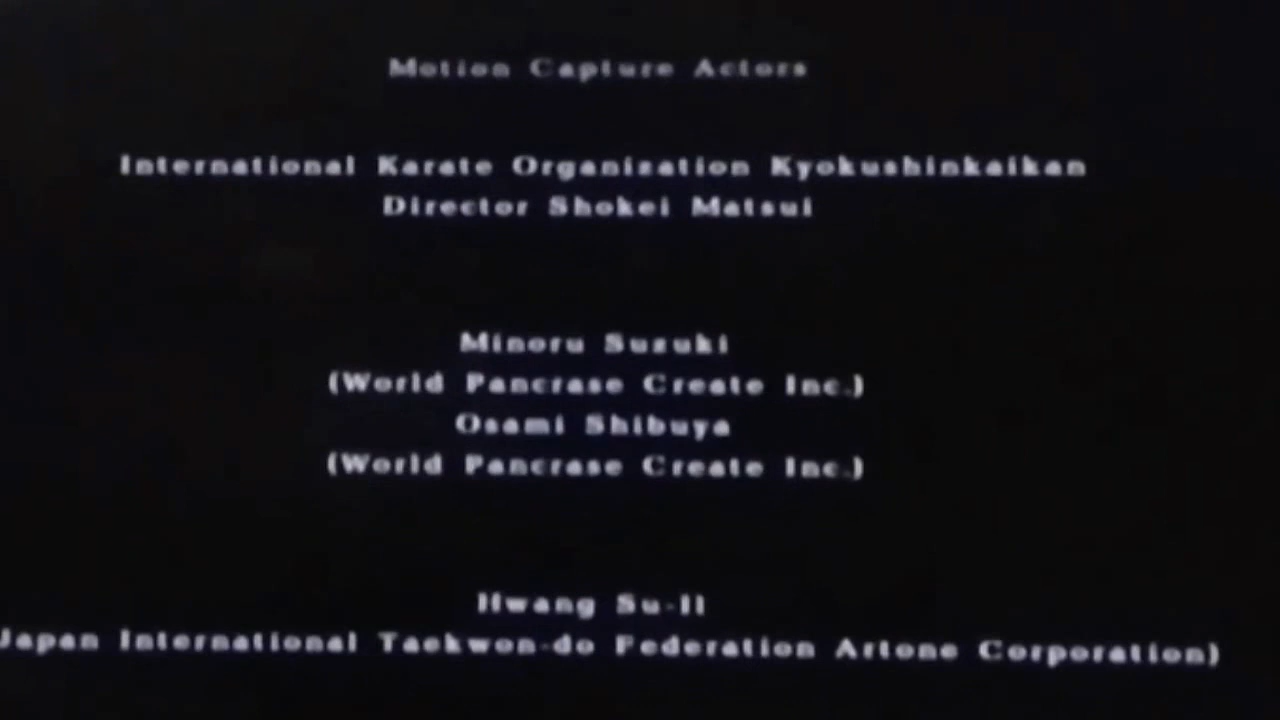 Motion Capture Actors
International Karate Organization Kyokushinkaikan
Director Shokei Matsui
Minoru Suzuki
(World Pancrase Create Inc.)
Osami Shibuya
(World Pancrase Create Inc.)
Hwang Su-Il
Japan International Taekwon-do Federation Artone Corporation)